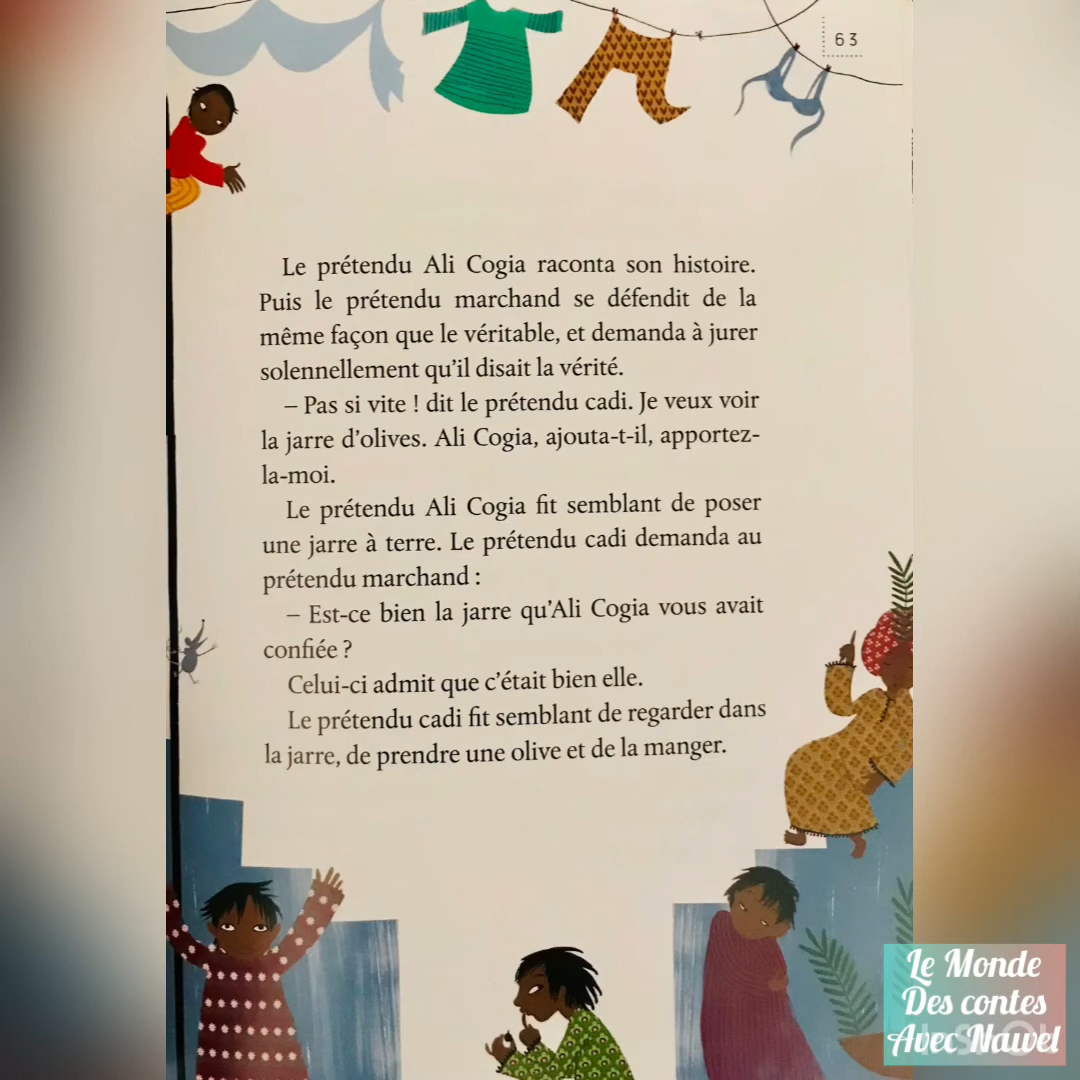 63
Le prétendu Ali Cogia raconta son histoire.
Puis le prétendu marchand se défendit de la
même façon que le véritable, et demanda à jurer
solennellement qu'il disait la vérité.
– Pas si vite ! dit le prétendu cadi. Je veux voir
la jarre d'olives. Ali Cogia, ajouta-t-il, apportez-
la-moi.
Le prétendu Ali Cogia fit semblant de poser
une jarre à terre. Le prétendu cadi demanda au
prétendu marchand :
– Est-ce bien la jarre qu'Ali Cogia vous avait
confiée ?
Celui-ci admit que c'était bien elle.
Le prétendu cadi fit semblant de regarder dans
la jarre, de prendre une olive et de la manger.
Le Monde
Des contes
Avec Nawel